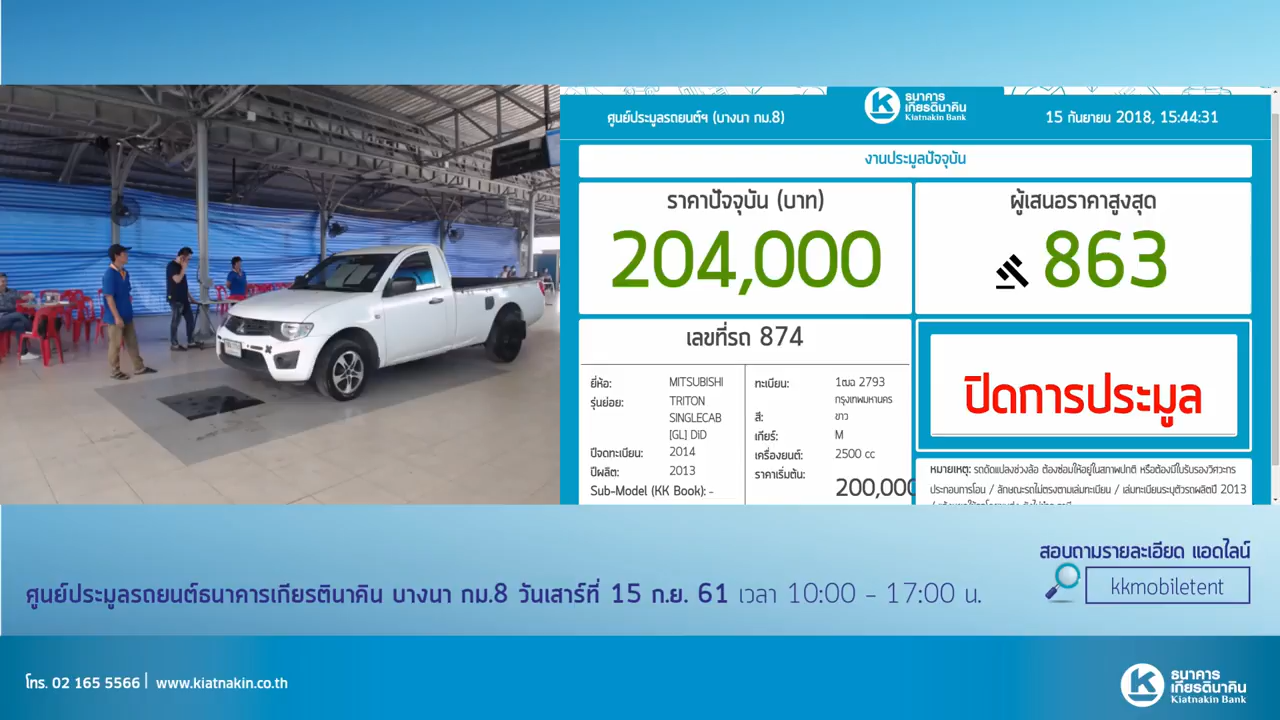 ศูนย์ประมูลรถยนต์ฯ (บางนา กม.8)
ธนาคาร
เกียรตินาคิน
Kiatnakin Bank
15 กันยายน 2018, 15:44:31
งานประมูลปัจจุบัน
ราคาปัจจุบัน (บาท)
204,000
ผู้เสนอราคาสูงสุด
863
เลขที่รถ 874
ยี่ห้อ: MITSUBISHI
รุ่นย่อย: TRITON
SINGLECAB
[GL] DID
ปีจดทะเบียน: 2014
ปีผลิต: 2013
Sub-Model (KK Book): -
ทะเบียน: 1ฒฉ 2793
กรุงเทพมหานคร
สี: ขาว
เกียร์: M
เครื่องยนต์: 2500 cc
ราคาเริ่มต้น:
200,000
ปิดการประมูล
หมายเหตุ: รถดัดแปลงช่วงล้อ ต้องซ่อมให้อยู่ในสภาพปกติ หรือต้องมีใบรับรองวิศวะกร
ประกอบการโอน / ลักษณะรถไม่ตรงตามเล่มทะเบียน / เล่มทะเบียนระบุตัวรถผลิตปี 2013
สอบถามรายละเอียด แอดไลน์
kkmobiletent
ศูนย์ประมูลรถยนต์ธนาคารเกียรตินาคิน บางนา กม.8 วันเสาร์ที่ 15 ก.ย. 61 เวลา 10:00 - 17:00 น.
โทร. 02 165 5566 | www.kiatnakin.co.th
ธนาคาร
เกียรตินาคิน
Kiatnakin Bank